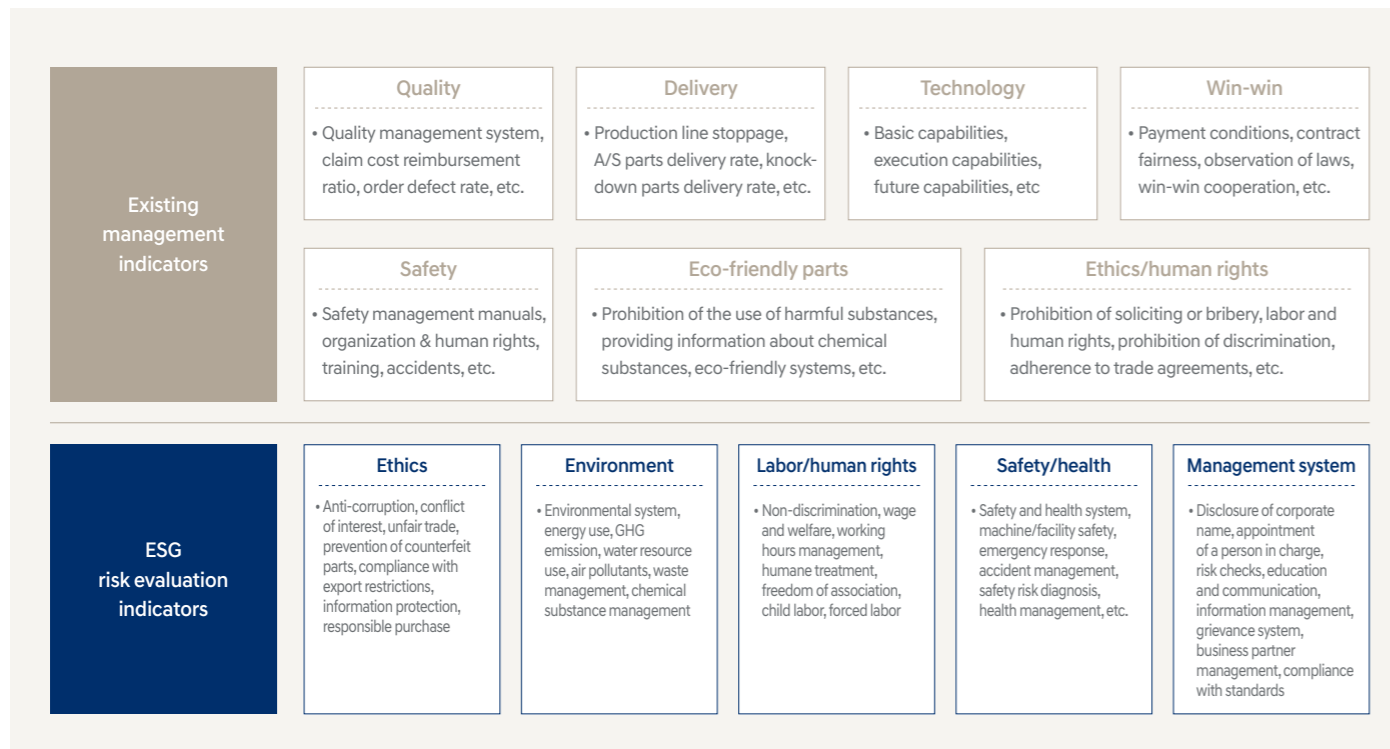 Existing
management
indicators
Quality
• Quality management system,
claim cost reimbursement
ratio, order defect rate, etc.
Delivery
• Production line stoppage,
A/S parts delivery rate, knock-
down parts delivery rate, etc.
Technology
• Basic capabilities,
execution capabilities,
future capabilities, etc
Win-win
• Payment conditions, contract
fairness, observation of laws,
win-win cooperation, etc.
Safety
• Safety management manuals,
organization & human rights,
training, accidents, etc.
Eco-friendly parts
• Prohibition of the use of harmful substances,
providing information about chemical
substances, eco-friendly systems, etc.
Ethics/human rights
• Prohibition of soliciting or bribery, labor and
human rights, prohibition of discrimination,
adherence to trade agreements, etc.
ESG
risk evaluation
indicators
Ethics
• Anti-corruption, conflict
of interest, unfair trade,
prevention of counterfeit
parts, compliance with
export restrictions,
information protection,
responsible purchase
Environment
• Environmental system,
energy use, GHG
emission, water resource
use, air pollutants, waste
management, chemical
substance management
Labor/human rights
• Non-discrimination, wage
and welfare, working
hours management,
humane treatment,
freedom of association,
child labor, forced labor
Safety/health
• Safety and health system,
machine/facility safety,
emergency response,
accident management,
safety risk diagnosis,
health management, etc.
Management system
• Disclosure of corporate
name, appointment
of a person in charge,
risk checks, education
and communication,
information management,
grievance system,
business partner
management, compliance
with standards